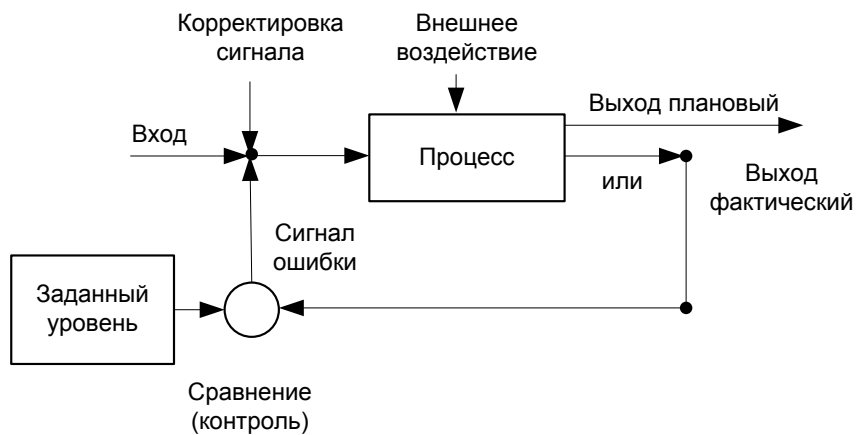 Корректировка
сигнала
Внешнее
воздействие
Выход плановый
Вход
Процесс
или
Выход
фактический
Сигнал
ошибки
Заданный
уровень
Сравнение
(контроль)